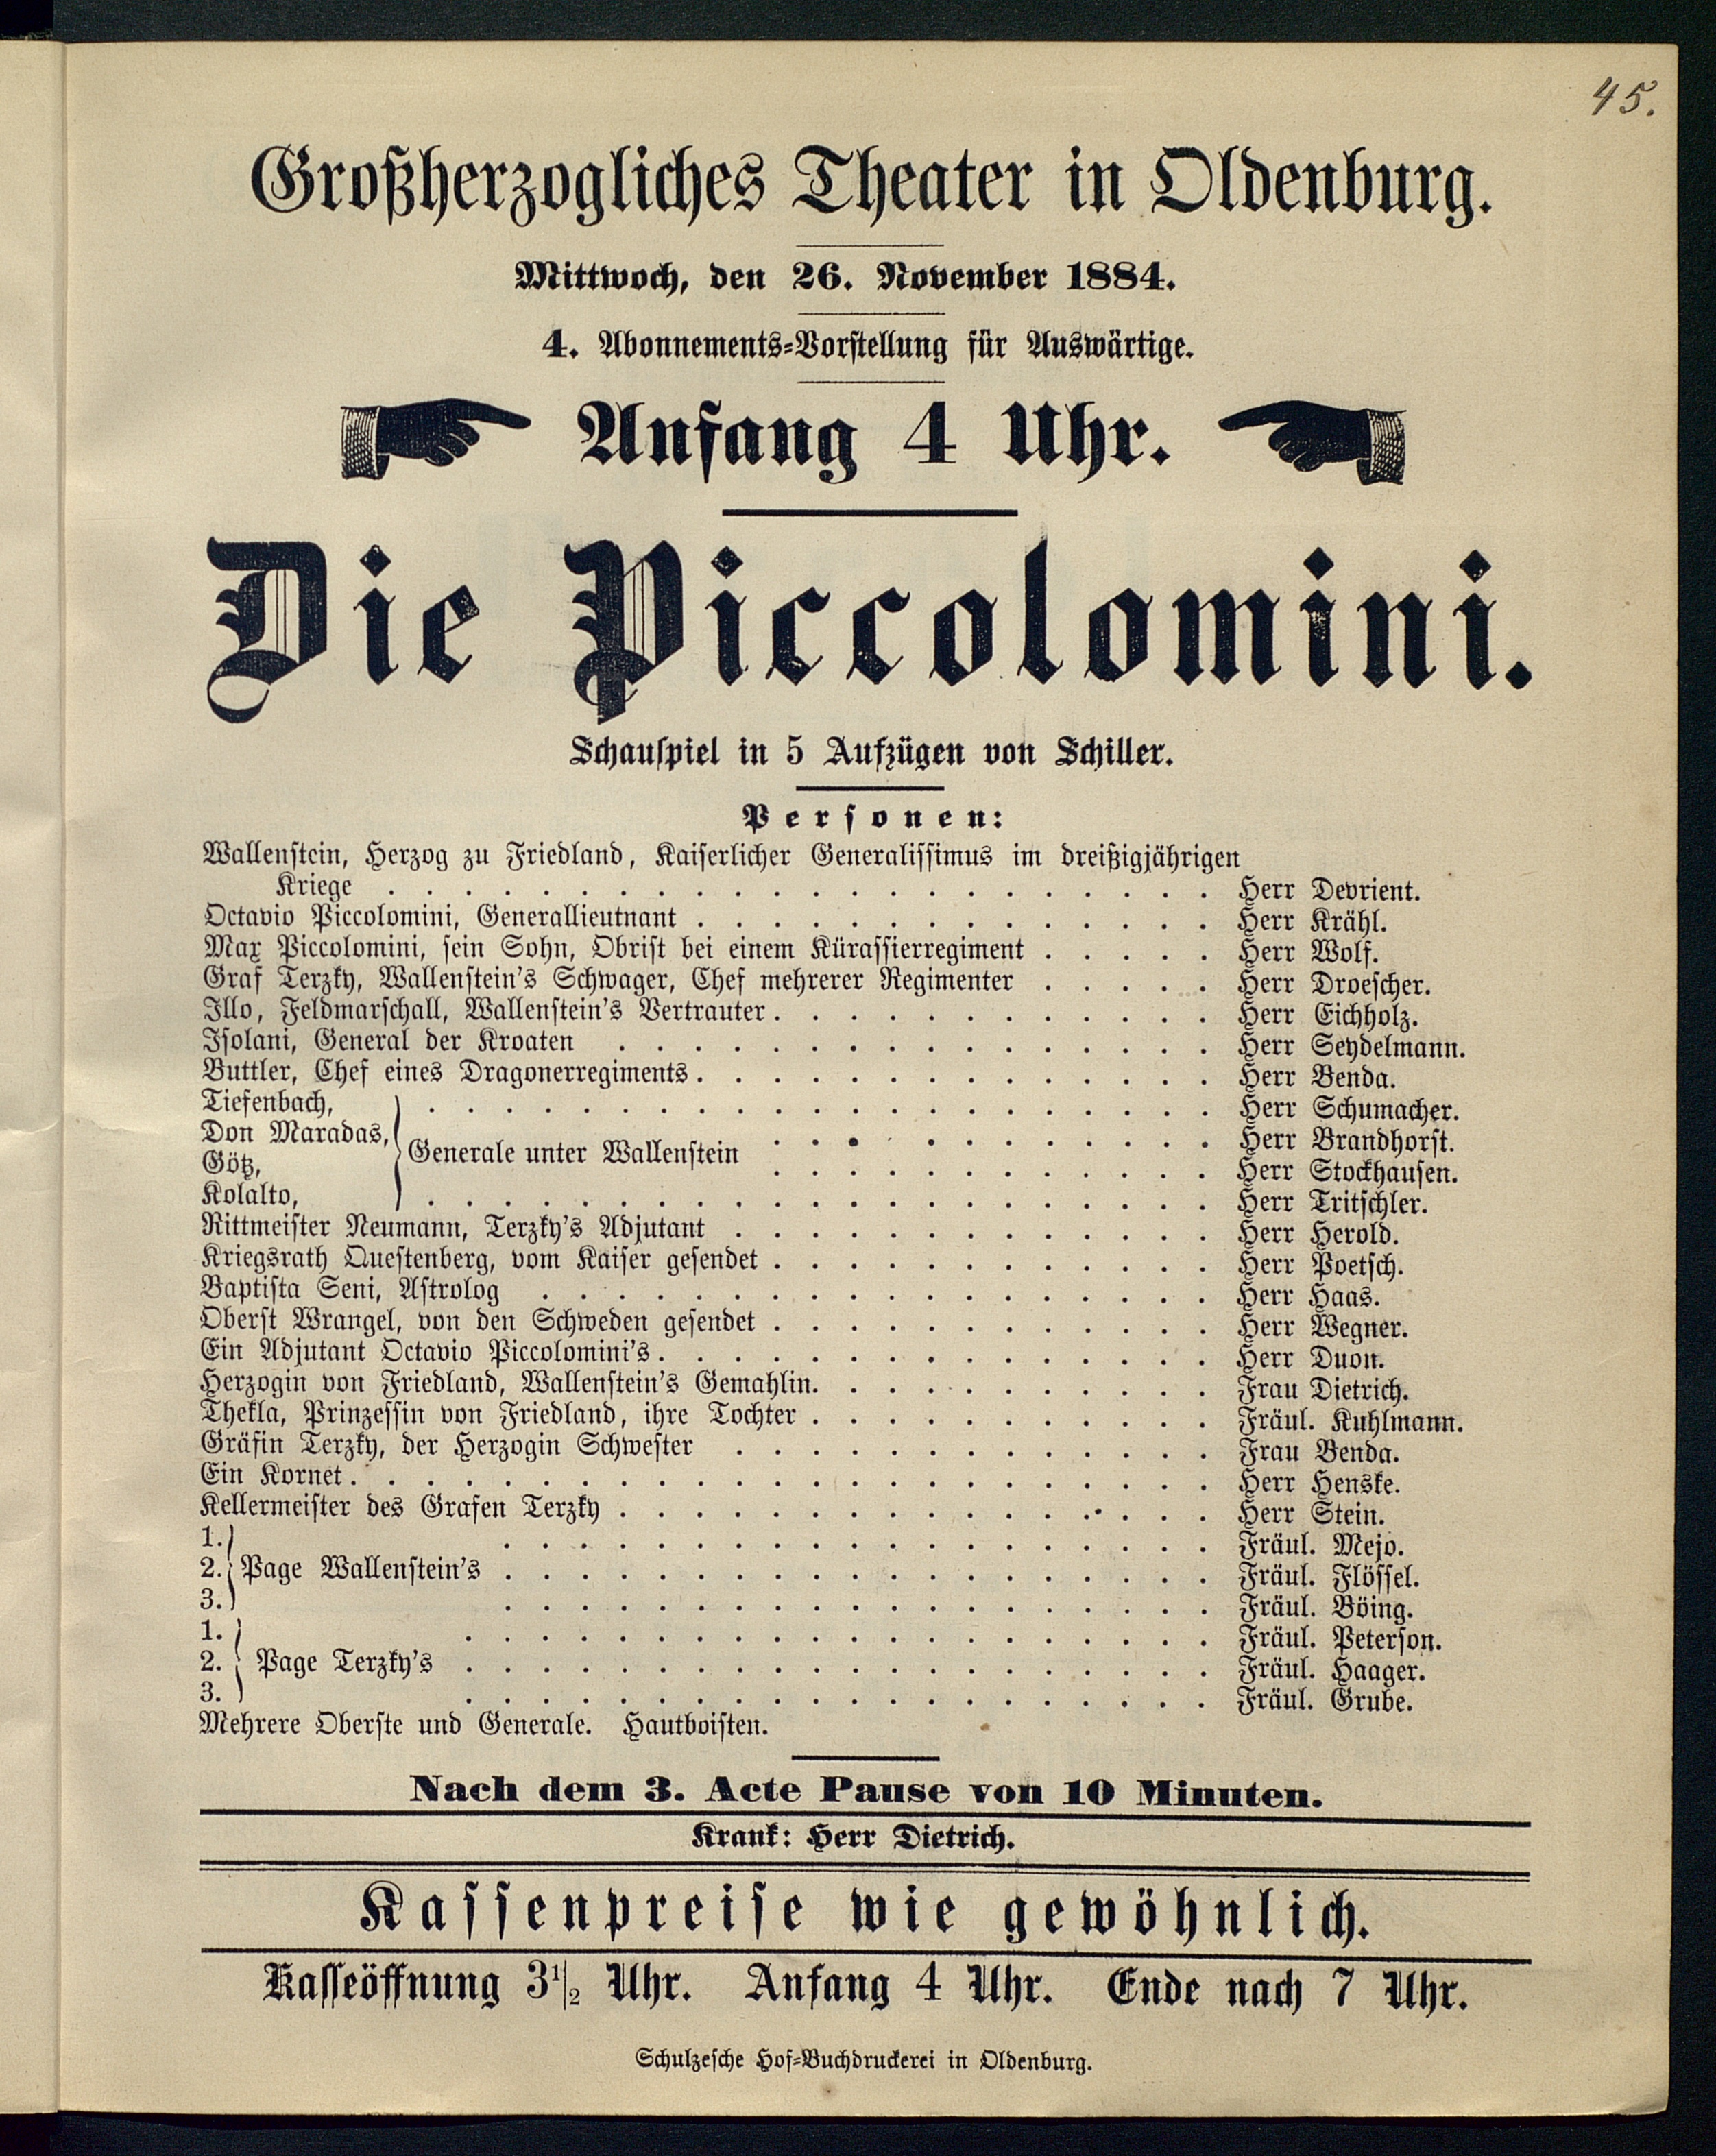 45.
Großherzogliches Theater in Oldenburg.
Mittwoch, den 26. November 1884.
4. Abonnements-Vorstellung für Auswärtige.
Anfang 4 Uhr.
Die Piccolomini.
Schauspiel in 5 Aufzügen von Schiller.
Personen:
Wallenstein, Herzog zu Friedland, Kaiserlicher Generalissimus im dreißigjährigen
Kriege . . . . . Herr Devrient.
Octavio Piccolomini, Generallieutnant . . . . . Herr Krähl.
Max Piccolomini, sein Sohn, Obrist bei einem Kürassierregiment . . . . . Herr Wolf.
Graf Terzky, Wallenstein's Schwager, Chef mehrerer Regimenter . . . . . Herr Droescher.
Illo, Feldmarschall, Wallenstein's Vertrauter . . . . . Herr Eichholz.
Isolani, General der Kroaten . . . . . Herr Seydelmann.
Buttler, Chef eines Dragonerregiments . . . . . Herr Benda.
Tiefenbach, . . . . . Herr Schumacher.
Don Maradas, . . . . . Herr Brandhorst.
Generale unter Wallenstein
Götz, . . . . . Herr Stockhausen.
Kolalto, . . . . . Herr Tritschler.
Rittmeister Neumann, Terzky's Adjutant . . . . . Herr Herold.
Kriegsrath Questenberg, vom Kaiser gesendet . . . . . Herr Poetsch.
Baptista Seni, Astrolog . . . . . Herr Haas.
Oberst Wrangel, von den Schweden gesendet . . . . . Herr Wegner.
Ein Adjutant Octavio Piccolomini's . . . . . Herr Duon.
Herzogin von Friedland, Wallenstein's Gemahlin . . . . . Frau Dietrich.
Thekla, Prinzessin von Friedland, ihre Tochter . . . . . Fräul. Kuhlmann.
Gräfin Terzky, der Herzogin Schwester . . . . . Frau Benda.
Ein Kornet . . . . . Herr Henske.
Kellermeister des Grafen Terzky . . . . . Herr Stein.
1. . . . . . Fräul. Mejo.
2. Page Wallenstein's . . . . . Fräul. Flössel.
3. . . . . . Fräul. Böing.
1. . . . . . Fräul. Peterson.
2. Page Terzky's . . . . . Fräul. Haager.
3. . . . . . Fräul. Grube.
Mehrere Oberste und Generale. Hautboisten.
Nach dem 3. Acte Pause von 10 Minuten.
Krank: Herr Dietrich.
Kassenpreise wie gewöhnlich.
Kasseöffnung 3½ Uhr. Anfang 4 Uhr. Ende nach 7 Uhr.
Schulzesche Hof-Buchdruckerei in Oldenburg.